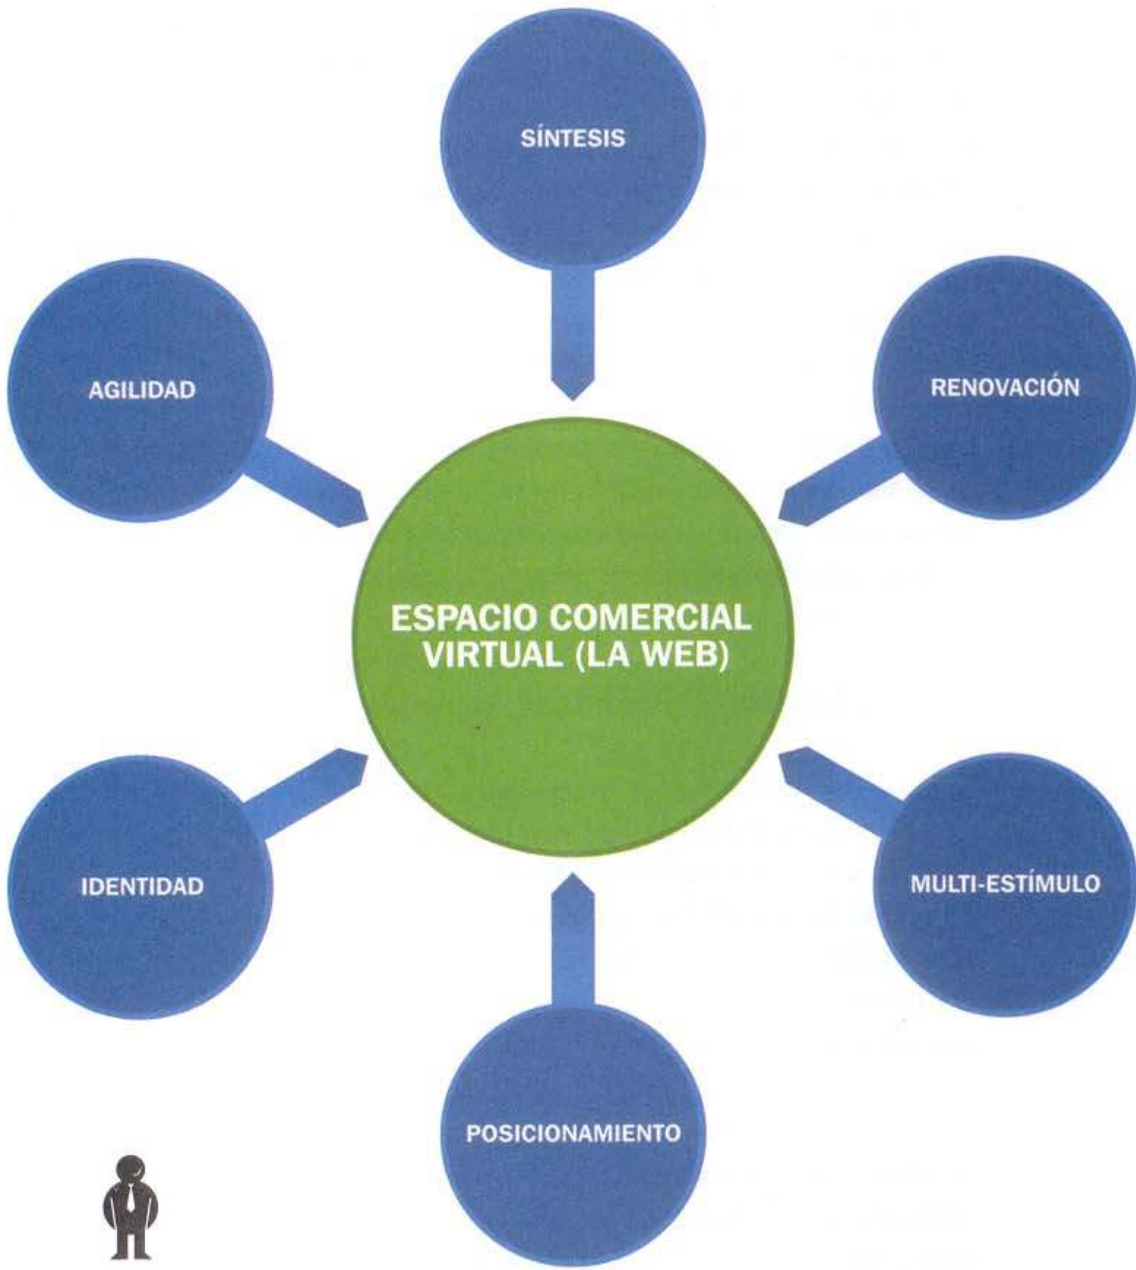 SÍNTESIS
AGILIDAD
RENOVACIÓN
ESPACIO COMERCIAL
VIRTUAL (LA WEB)
IDENTIDAD
MULTI-ESTÍMULO
POSICIONAMIENTO